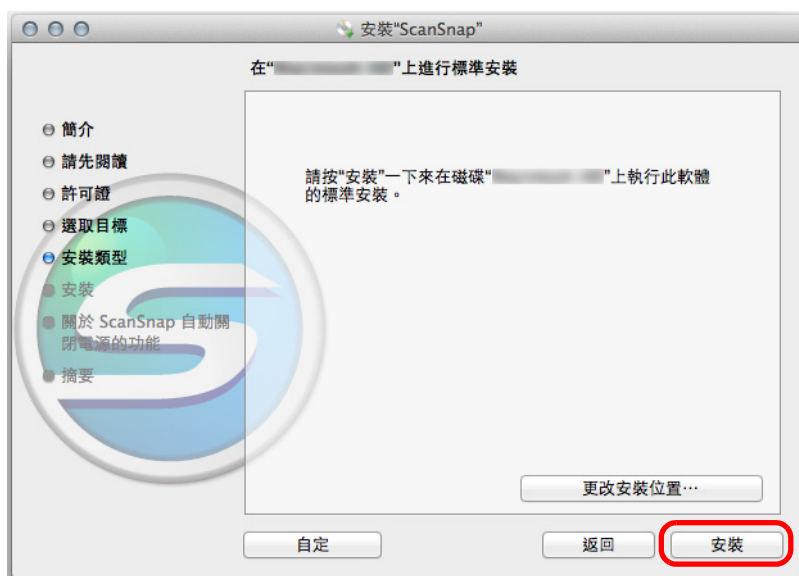 安裝“ScanSnap”
在“ ”上進行標準安裝
簡介
請先閱讀
許可證
選取目標
安裝類型
安裝
關於 ScanSnap 自動關
閉電源的功能
摘要
請按“安裝”一下來在磁碟“ ”上執行此軟體
的標準安裝。
更改安裝位置…
自定
返回
安裝